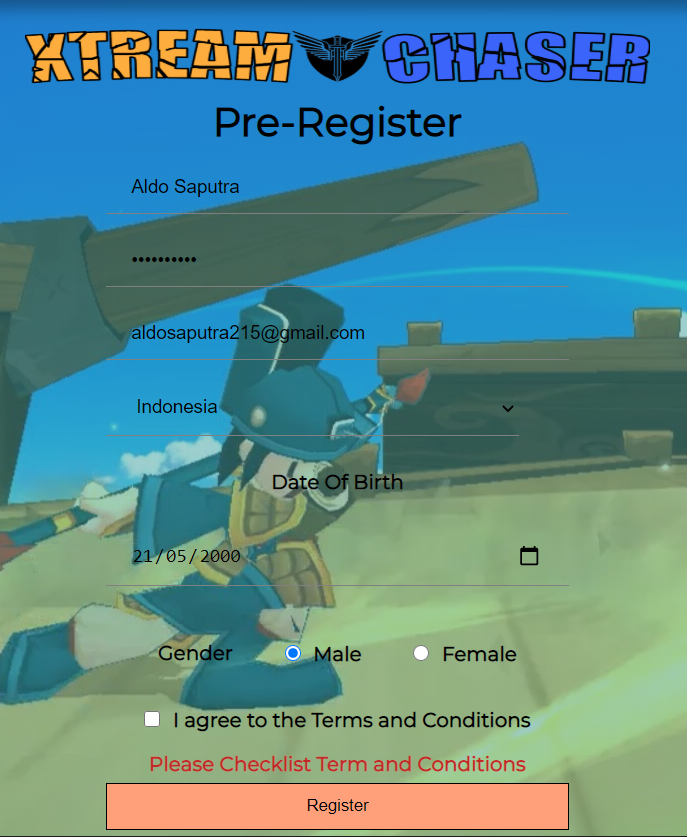 XTREAM CHASER
Pre-Register
Aldo Saputra
••••••••••
aldosaputra215@gmail.com
Indonesia
Date Of Birth
21/05/2000
Gender Male Female
I agree to the Terms and Conditions
Please Checklist Term and Conditions
Register